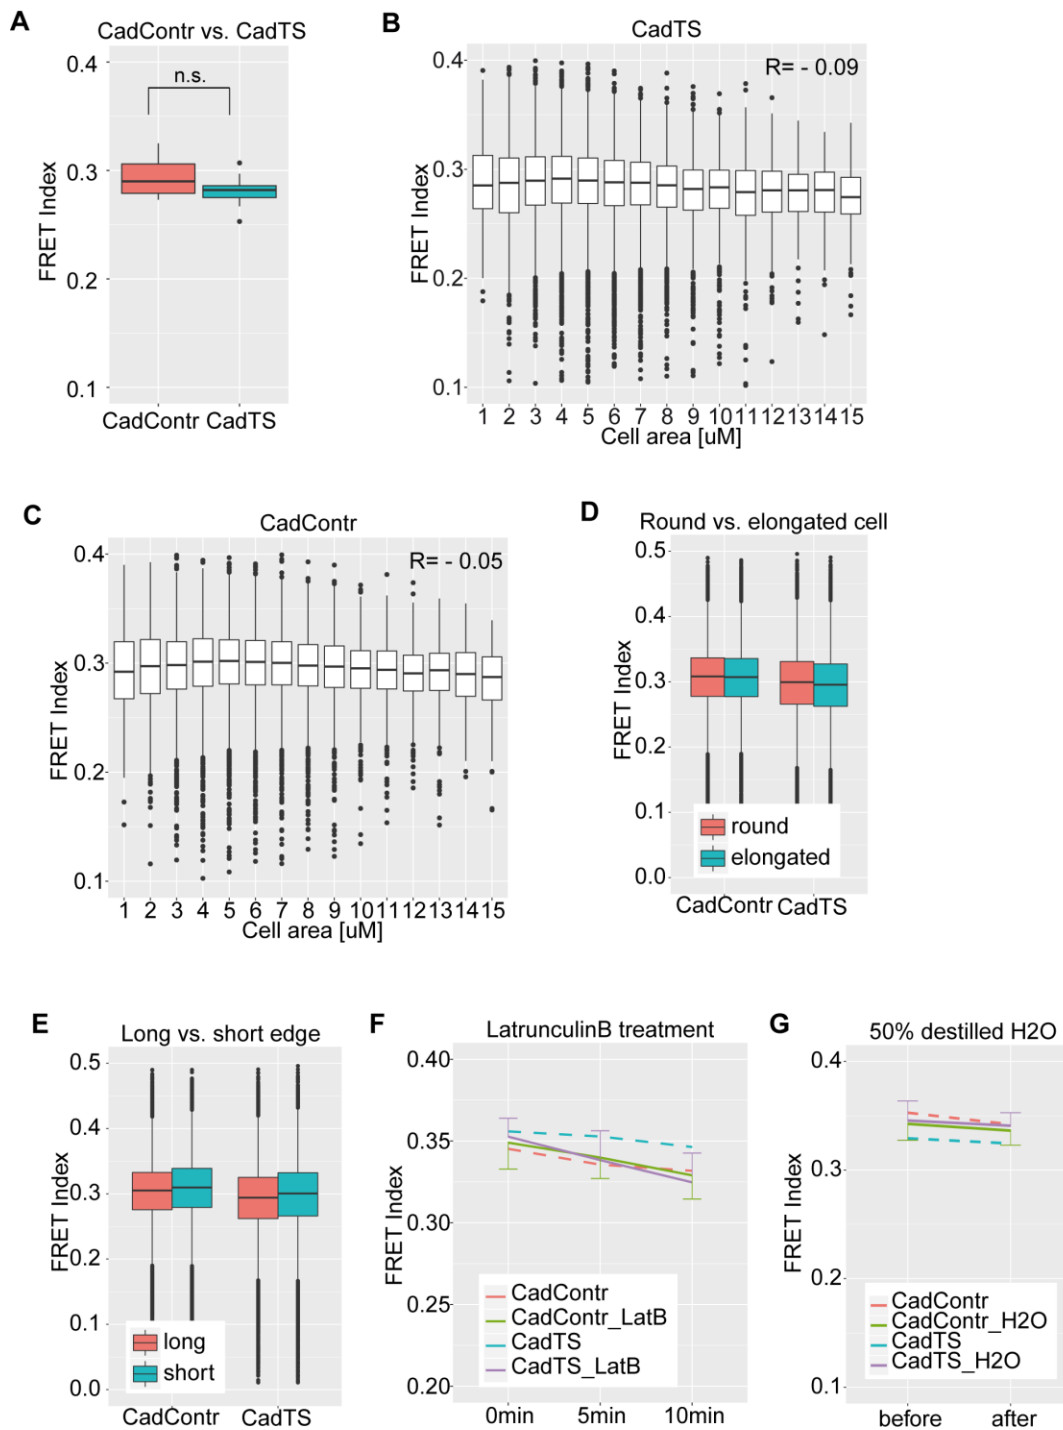 A
CadContr vs. CadTS
n.s.
0.4
0.3
0.2
0.1
FRET Index
CadContr CadTS
B
CadTS
R= - 0.09
0.4
0.3
0.2
0.1
FRET Index
1 2 3 4 5 6 7 8 9 10 11 12 13 14 15
Cell area [uM]
C
CadContr
R= - 0.05
0.4
0.3
0.2
0.1
FRET Index
1 2 3 4 5 6 7 8 9 10 11 12 13 14 15
Cell area [uM]
D
Round vs. elongated cell
0.5
0.4
0.3
0.2
0.1
0.0
FRET Index
round
elongated
CadContr CadTS
E
Long vs. short edge
0.5
0.4
0.3
0.2
0.1
0.0
FRET Index
long
short
CadContr CadTS
F
LatrunculinB treatment
0.40
0.35
0.30
0.25
0.20
FRET Index
CadContr
CadContr_LatB
CadTS
CadTS_LatB
0min 5min 10min
G
50% destilled H2O
0.4
0.3
0.2
0.1
FRET Index
CadContr
CadContr_H2O
CadTS
CadTS_H2O
before after